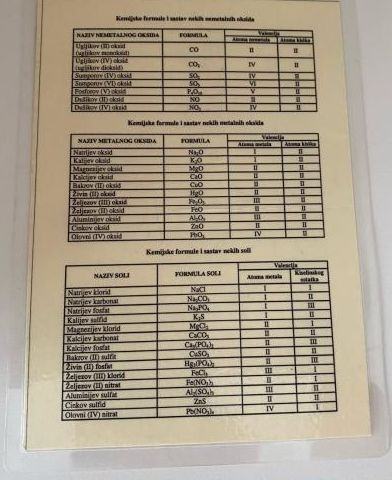 Kemijske formule i sastav nekih nemetalnih oksida
NAZIV NEMETALNOG OKSIDA FORMULA Valencija
Atoma nemetala Atoma kisika
Ugljikov (II) oksid
(ugljikov monoksid) CO II II
Ugljikov (IV) oksid
(ugljikov dioksid) CO₂ IV II
Sumporov (IV) oksid SO₂ IV II
Sumporov (VI) oksid SO₃ VI II
Fosforov (V) oksid P₄O₁₀ V II
Dušikov (II) oksid NO II II
Dušikov (IV) oksid NO₂ IV II
Kemijske formule i sastav nekih metalnih oksida
NAZIV METALNOG OKSIDA FORMULA Valencija
Atoma metala Atoma kisika
Natrijev oksid Na₂O I II
Kalijev oksid K₂O I II
Magnezijev oksid MgO II II
Kalcijev oksid CaO II II
Bakrov (II) oksid CuO II II
Živin (II) oksid HgO II II
Željezov (III) oksid Fe₂O₃ III II
Željezov (II) oksid FeO II II
Aluminijev oksid Al₂O₃ III II
Cinkov oksid ZnO II II
Olovni (IV) oksid PbO₂ IV II
Kemijske formule i sastav nekih soli
NAZIV SOLI FORMULA SOLI Valencija
Atoma metala Kiselinskog
ostatka
Natrijev klorid NaCl I I
Natrijev karbonat Na₂CO₃ I II
Natrijev fosfat Na₃PO₄ I III
Kalijev sulfid K₂S I II
Magnezijev klorid MgCl₂ II I
Kalcijev karbonat CaCO₃ II II
Kalcijev fosfat Ca₃(PO₄)₂ II III
Bakrov (II) sulfit CuSO₃ II II
Živin (II) fosfat Hg₃(PO₄)₂ II III
Željezov (III) klorid FeCl₃ III I
Željezov (II) nitrat Fe(NO₃)₂ II I
Aluminijev sulfat Al₂(SO₄)₃ III II
Cinkov sulfid ZnS II II
Olovni (IV) nitrat Pb(NO₃)₄ IV I